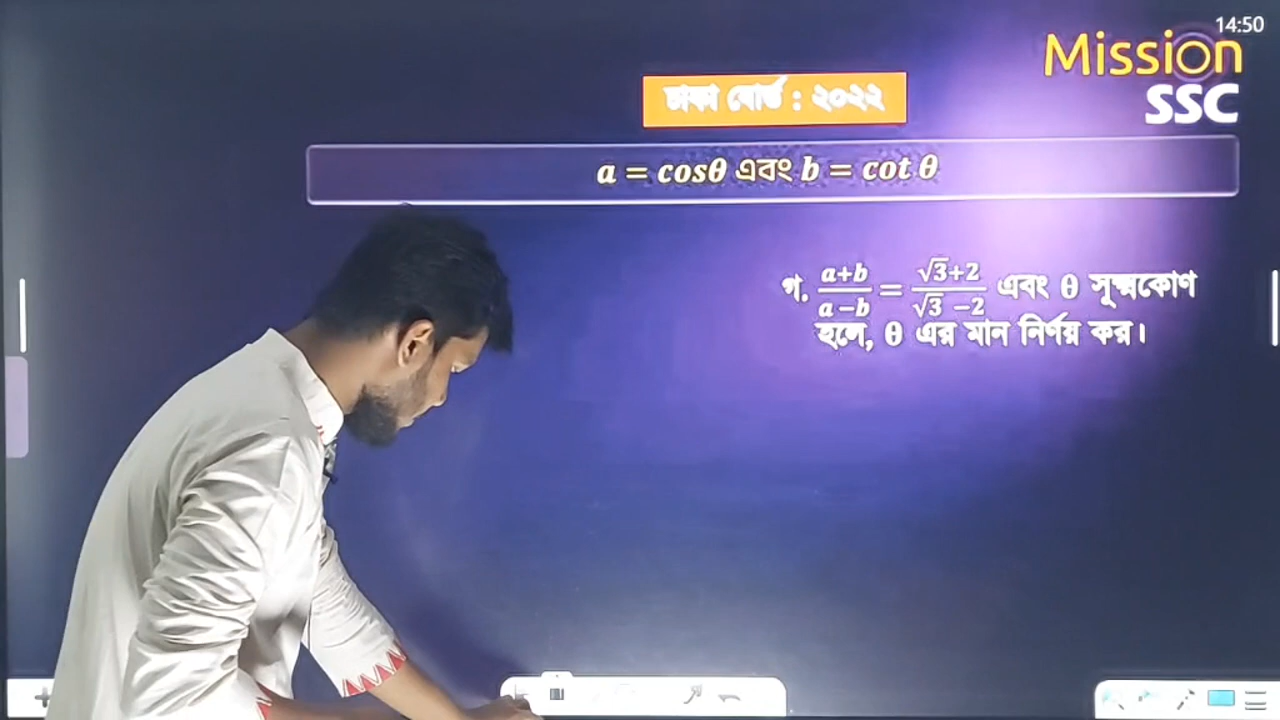 14:50
Mission
SSC
ঢাকা বোর্ড : ২০২২
a = cosθ এবং b = cot θ
গ. a+b/a−b = √3+2/√3−2 এবং θ সূক্ষ্মকোণ
হলে, θ এর মান নির্ণয় কর।